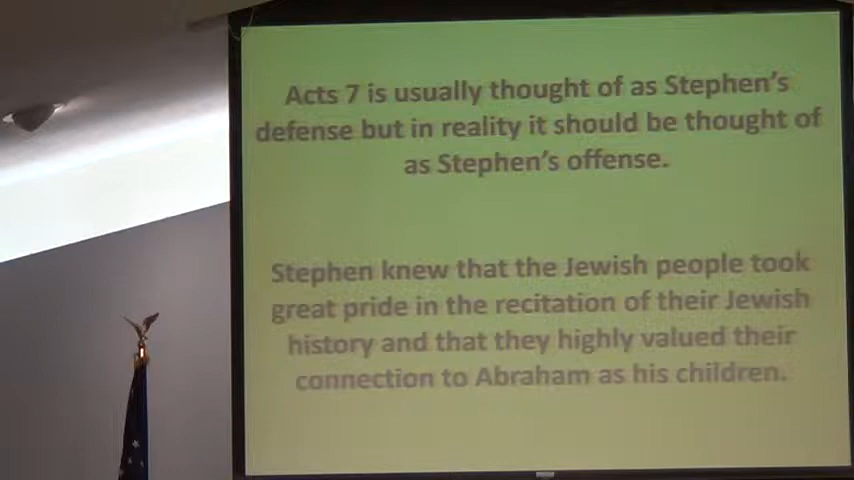 Acts 7 is usually thought of as Stephen's
defense but in reality it should be thought of
as Stephen's offense.
Stephen knew that the Jewish people took
great pride in the recitation of their Jewish
history and that they highly valued their
connection to Abraham as his children.